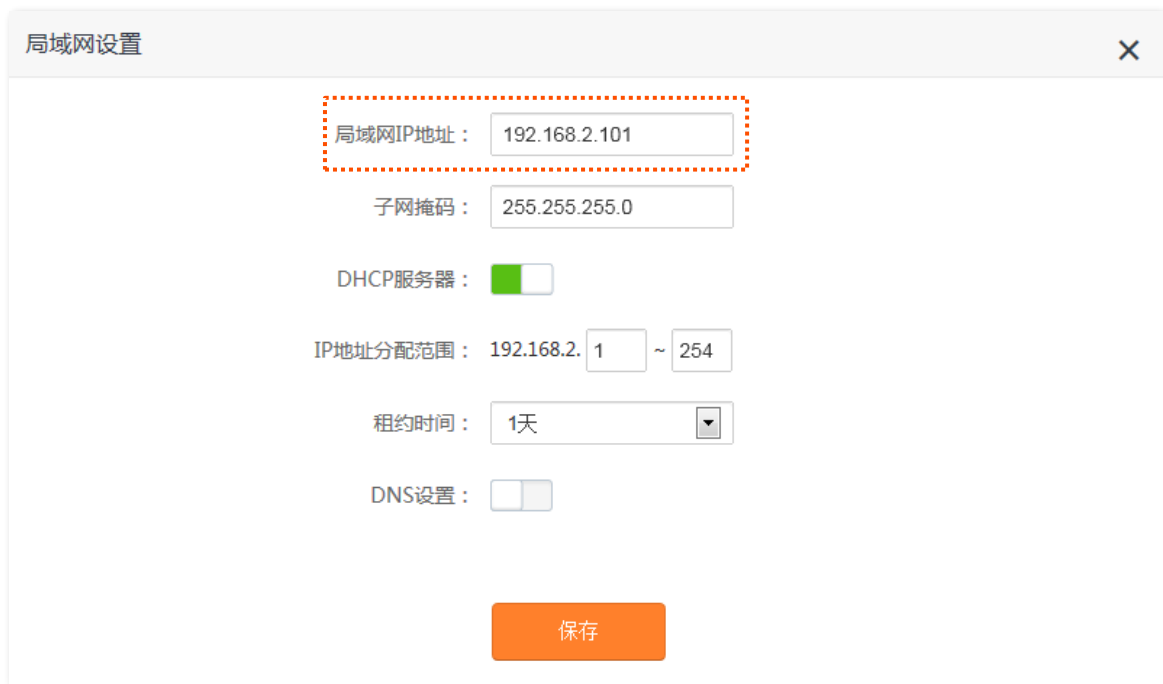 局域网设置
局域网IP地址： 192.168.2.101
子网掩码： 255.255.255.0
DHCP服务器：
IP地址分配范围： 192.168.2. 1 ~ 254
租约时间： 1天
DNS设置：
保存